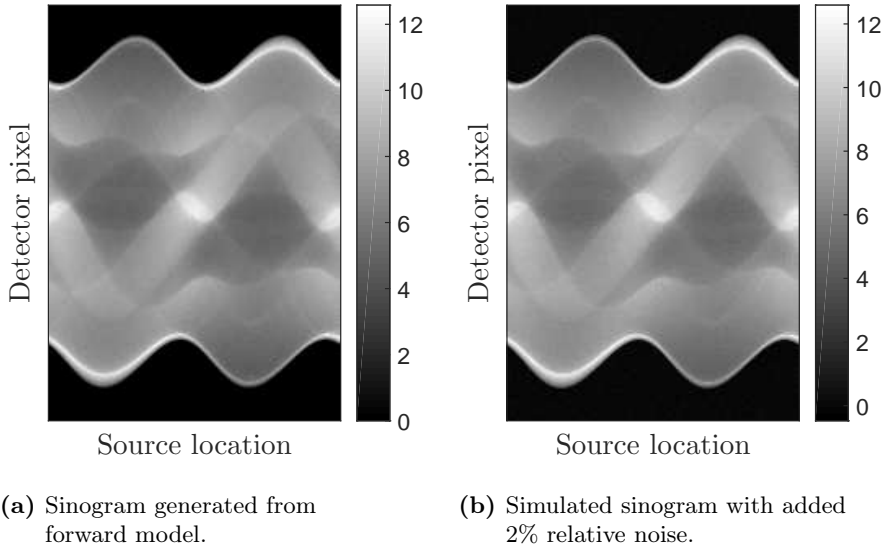 12
10
8
6
4
2
0
Detector pixel
Source location
12
10
8
6
4
2
0
Detector pixel
Source location
(a) Sinogram generated from
forward model.
(b) Simulated sinogram with added
2% relative noise.